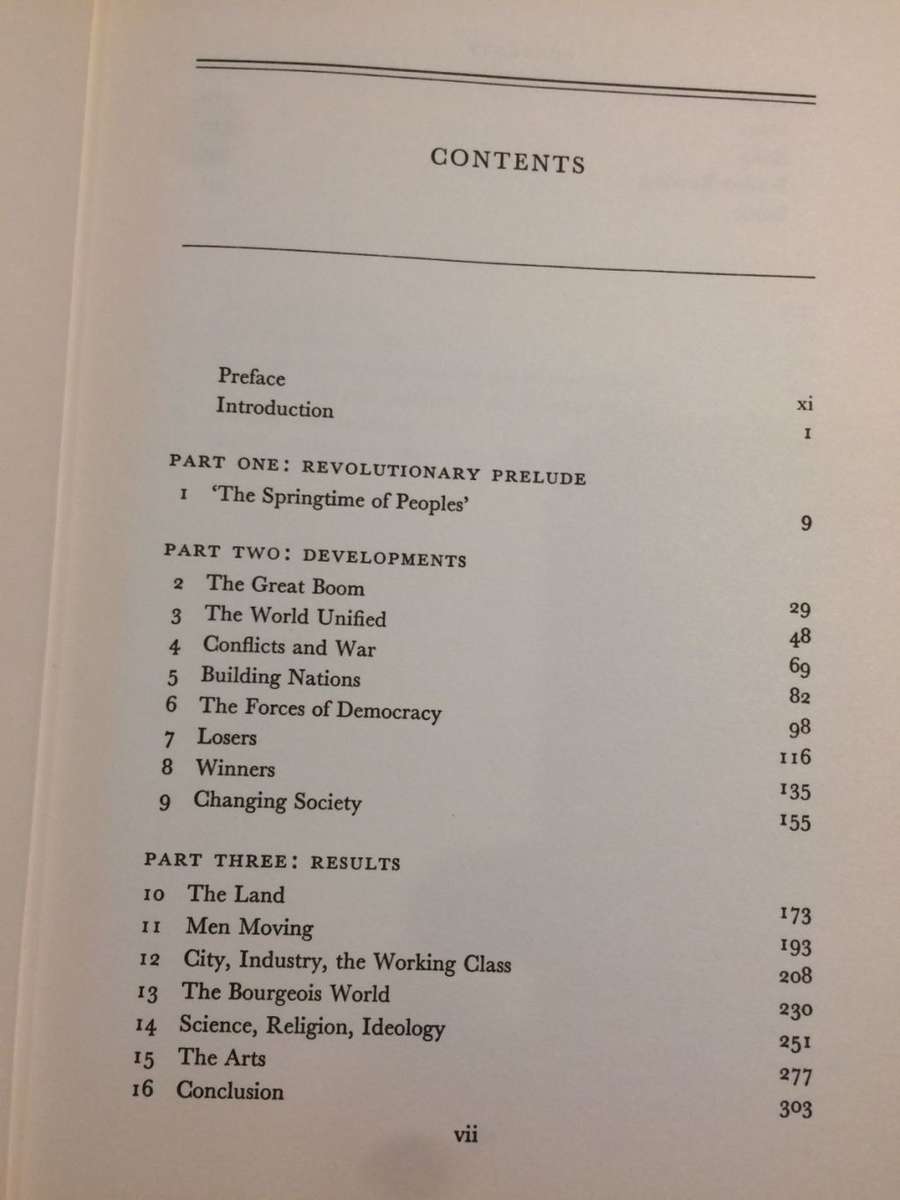 CONTENTS
Preface xi
Introduction 1
PART ONE: REVOLUTIONARY PRELUDE
1 ‘The Springtime of Peoples’ 9
PART TWO: DEVELOPMENTS
2 The Great Boom 29
3 The World Unified 48
4 Conflicts and War 69
5 Building Nations 82
6 The Forces of Democracy 98
7 Losers 116
8 Winners 135
9 Changing Society 155
PART THREE: RESULTS
10 The Land 173
11 Men Moving 193
12 City, Industry, the Working Class 208
13 The Bourgeois World 230
14 Science, Religion, Ideology 251
15 The Arts 277
16 Conclusion 303
vii